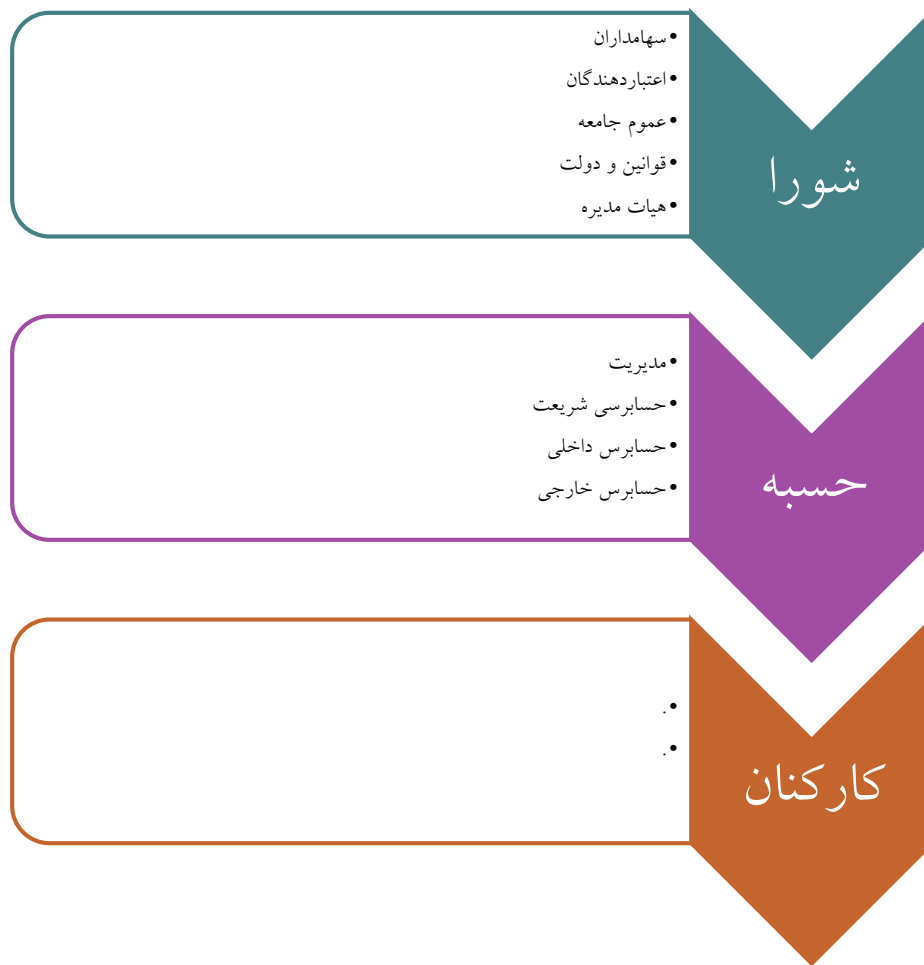 شورا
•سهامداران
•اعتباردهندگان
•عموم جامعه
•قوانین و دولت
•هیات مدیره
حسبه
•مدیریت
•حسابرسی شریعت
•حسابرس داخلی
•حسابرس خارجی
کارکنان
•.
•.